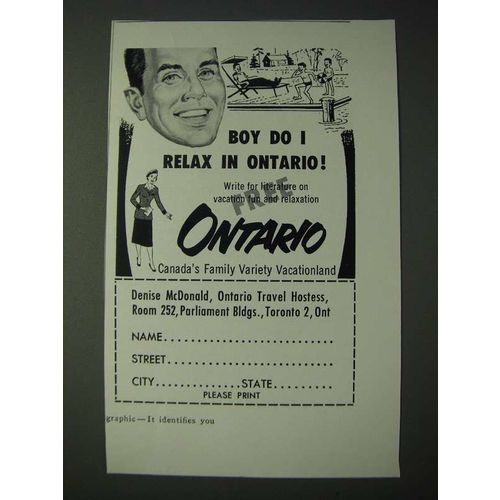 BOY DO I
RELAX IN ONTARIO!
Write for literature on
FREE
vacation fun and relaxation
ONTARIO
Canada's Family Variety Vacationland
Denise McDonald, Ontario Travel Hostess,
Room 252, Parliament Bldgs., Toronto 2, Ont
NAME..............................
STREET.............................
CITY..............STATE..........
PLEASE PRINT
graphic—It identifies you